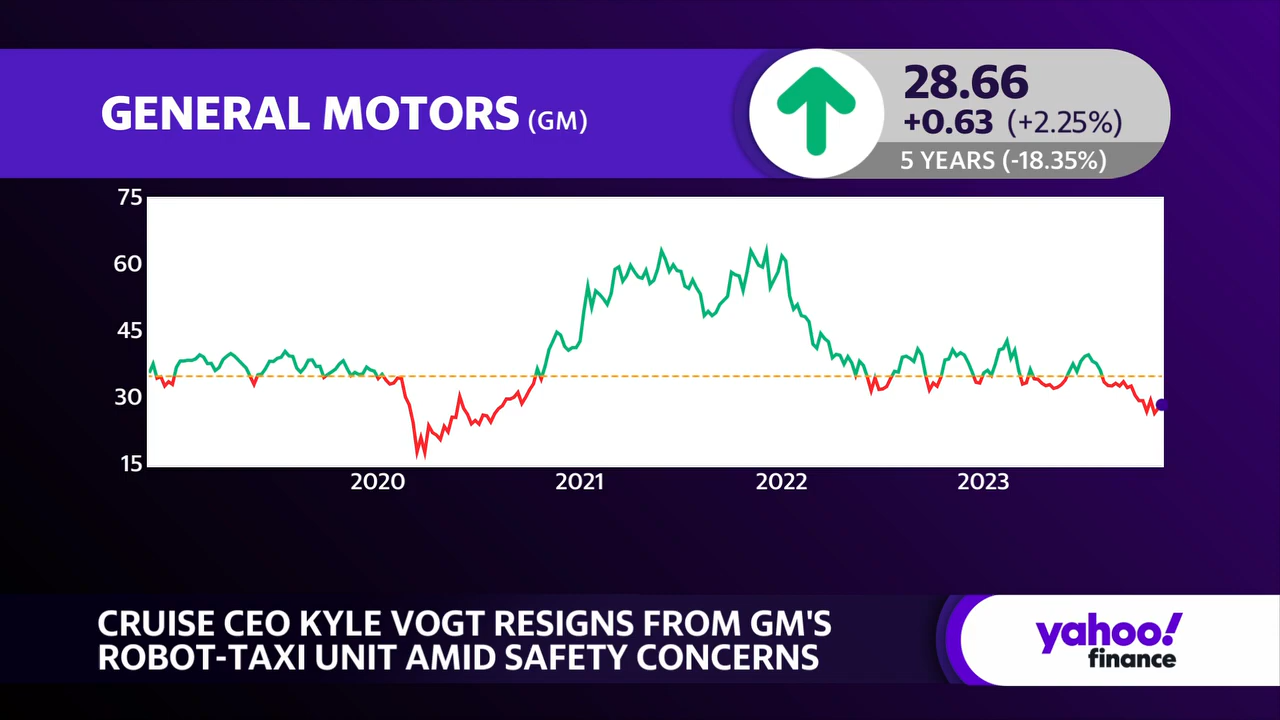 GENERAL MOTORS (GM)
28.66
+0.63 (+2.25%)
5 YEARS (-18.35%)
75
60
45
30
15
2020 2021 2022 2023
CRUISE CEO KYLE VOGT RESIGNS FROM GM'S
ROBOT-TAXI UNIT AMID SAFETY CONCERNS
yahoo!
finance